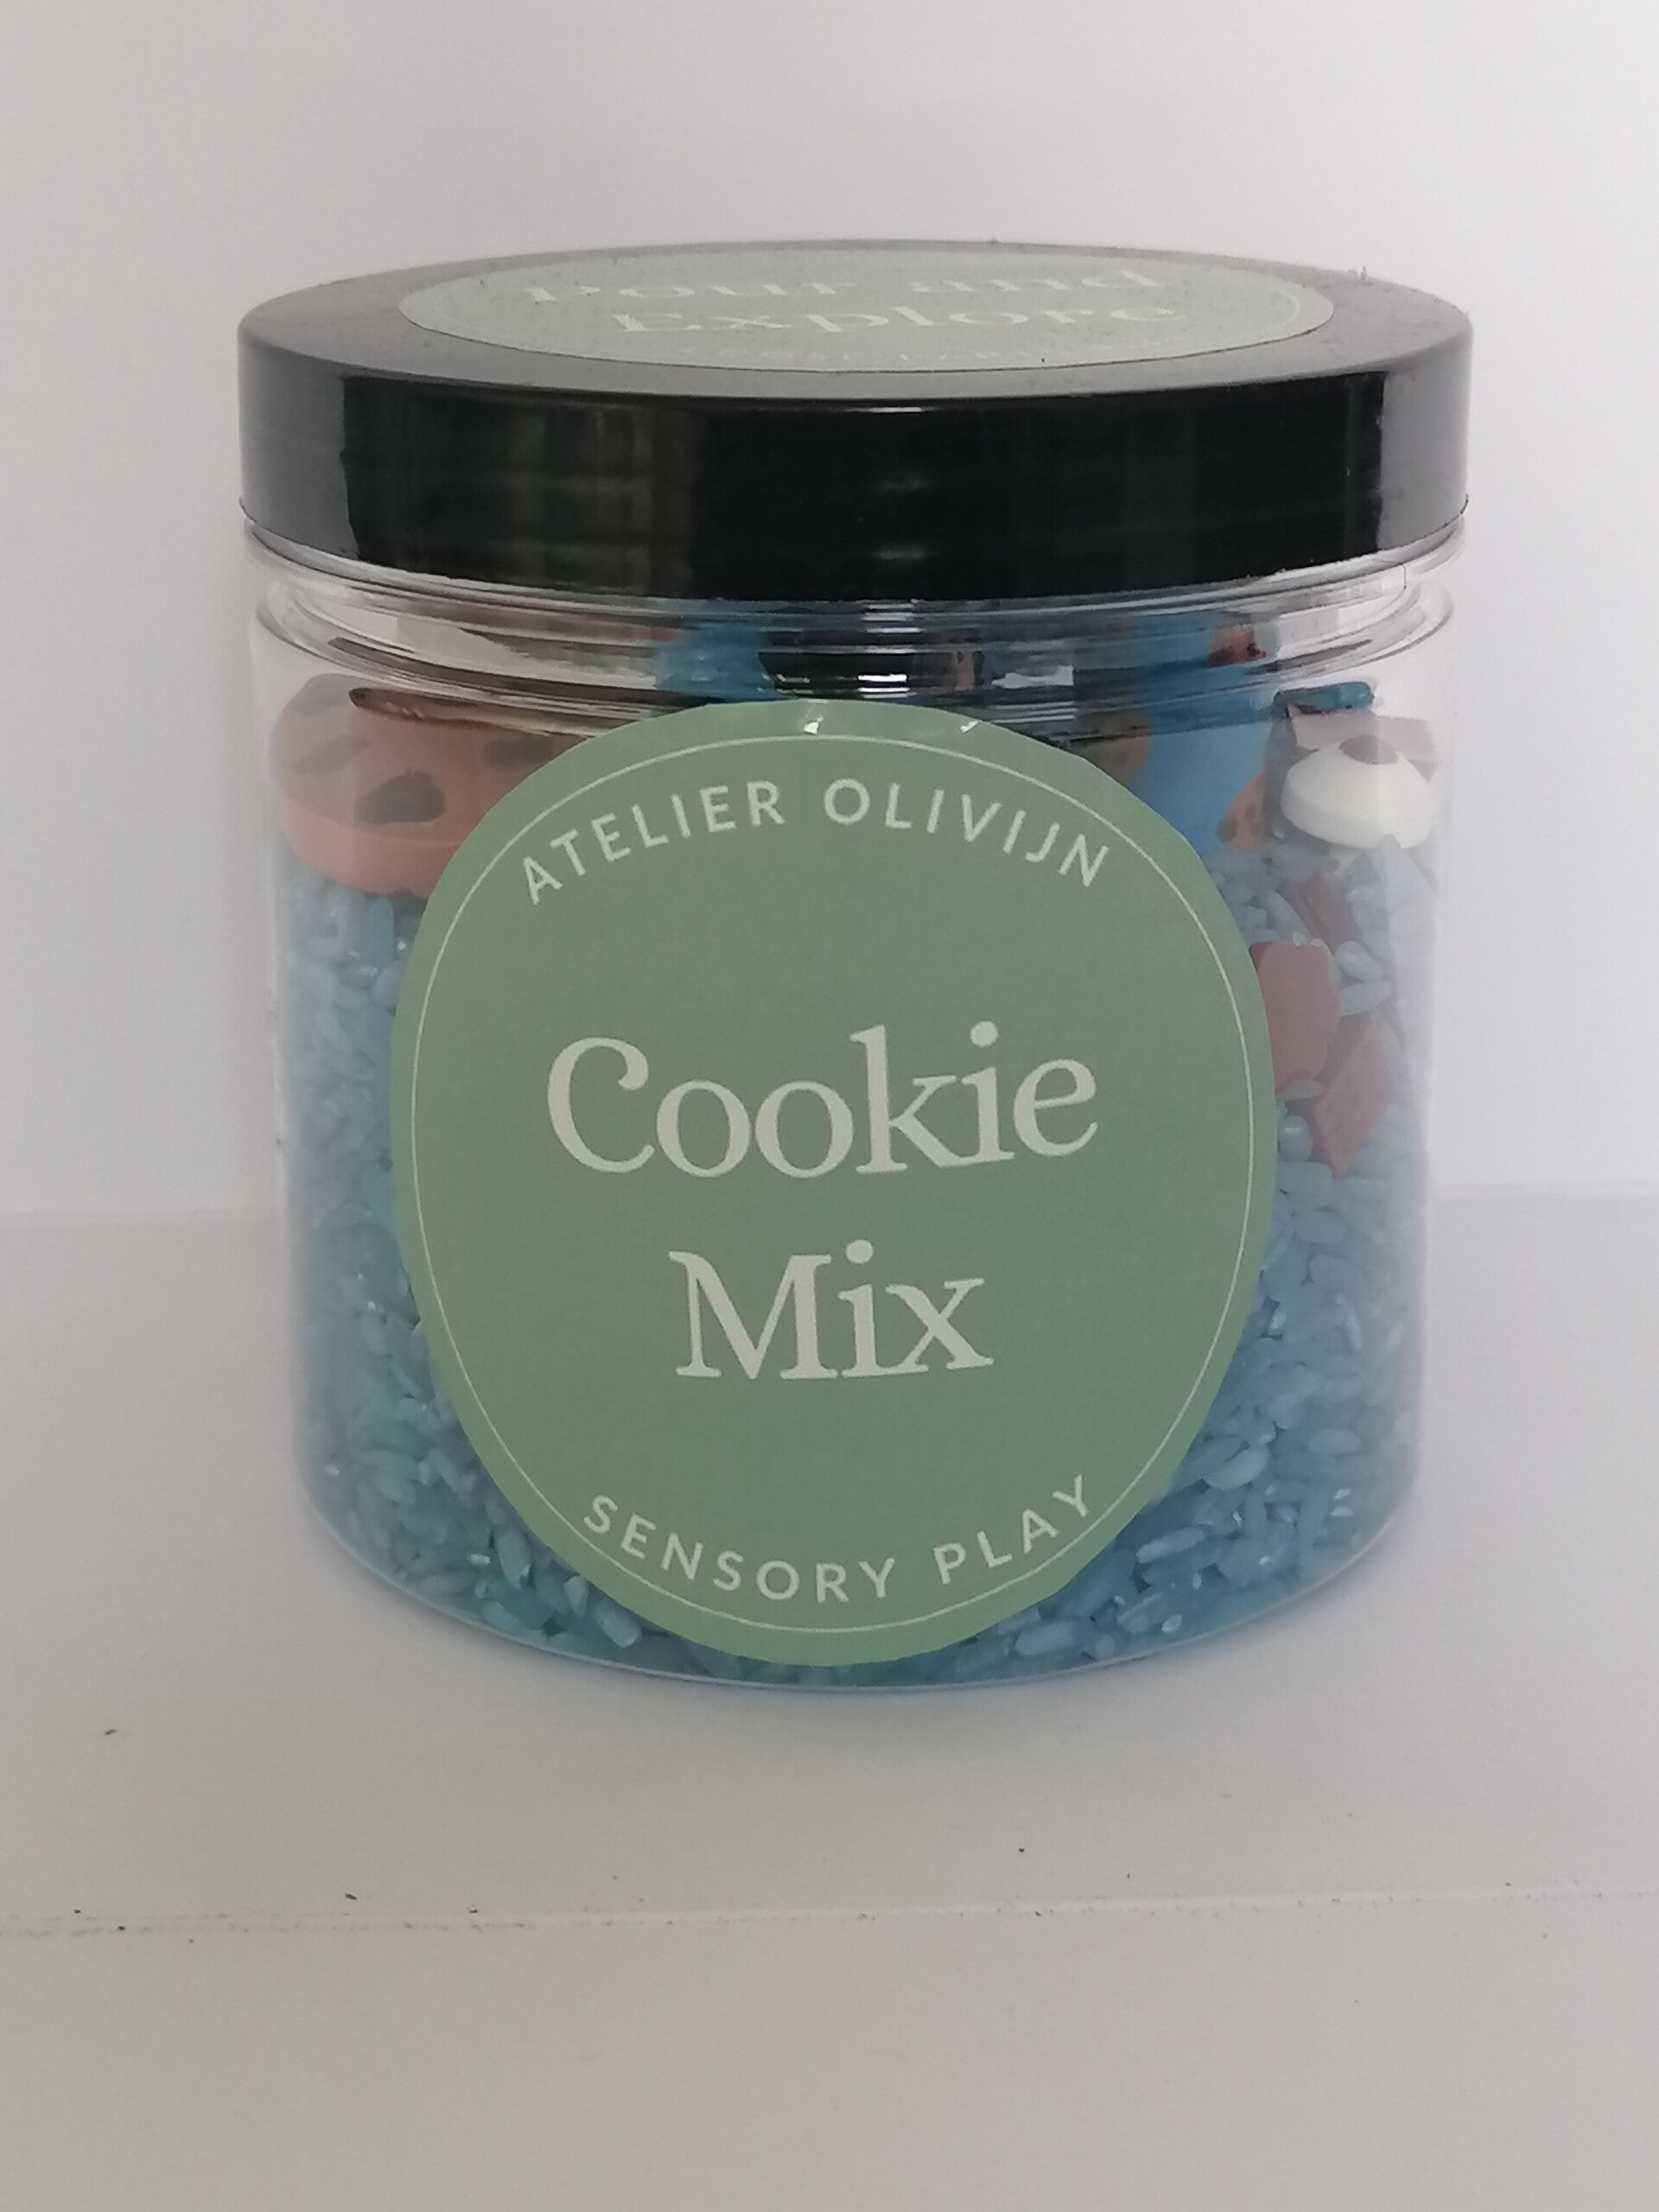 Pour and
Explore
ATELIER OLIVIJN
Cookie
Mix
SENSORY PLAY